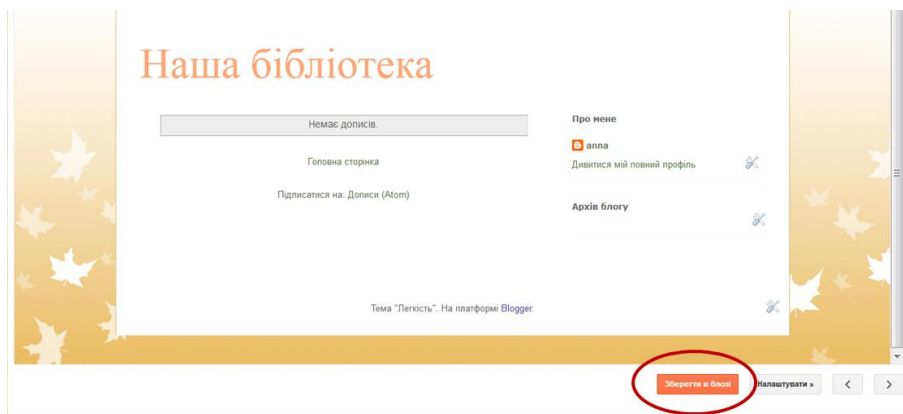 Наша бібліотека
Немає дописів.
Головна сторінка
Підписатися на: Дописи (Atom)
Про мене
anna
Дивитися мій повний профіль
Архів блогу
Тема "Легкість". На платформі Blogger.
Зберегти в блозі
Налаштувати »